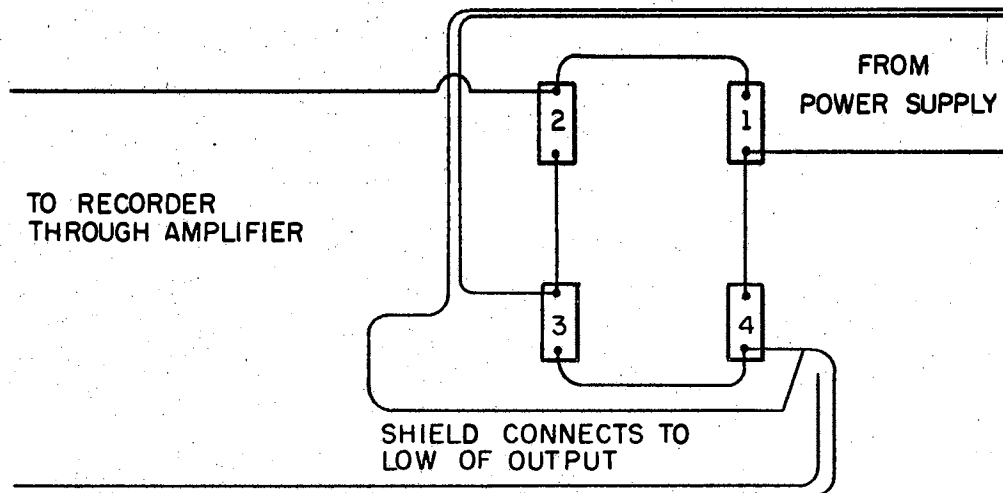 FROM
POWER SUPPLY
2
1
TO RECORDER
THROUGH AMPLIFIER
3
4
SHIELD CONNECTS TO
LOW OF OUTPUT